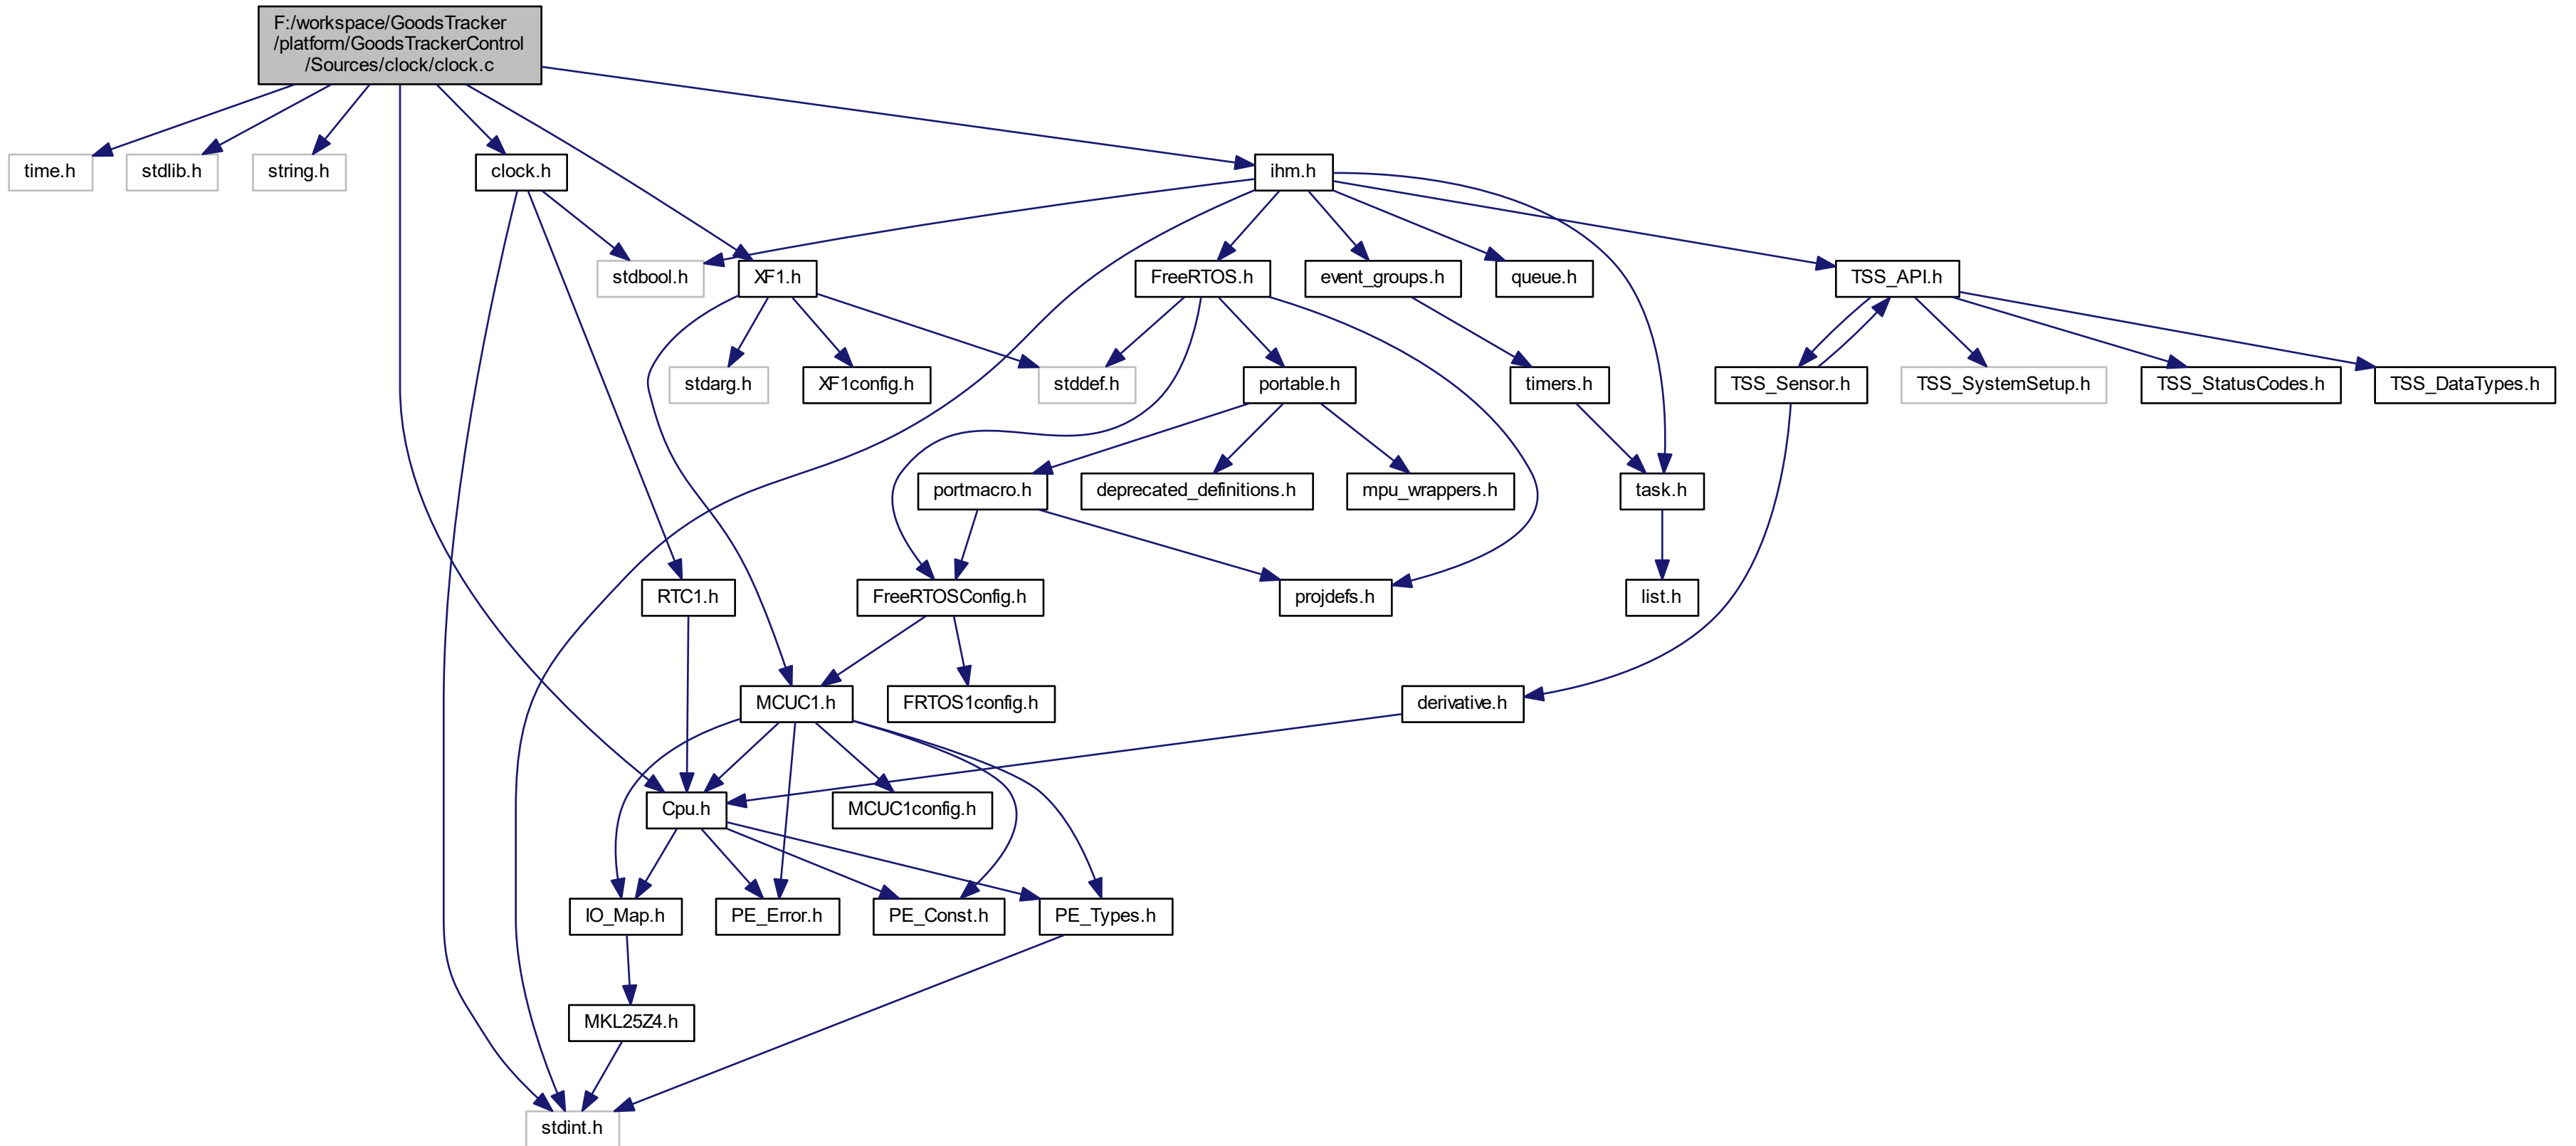 F:/workspace/GoodsTracker
/platform/GoodsTrackerControl
/Sources/clock/clock.c
time.h
stdlib.h
string.h
clock.h
ihm.h
stdbool.h
XF1.h
FreeRTOS.h
event_groups.h
queue.h
TSS_API.h
stdarg.h
XF1config.h
stddef.h
portable.h
timers.h
TSS_Sensor.h
TSS_SystemSetup.h
TSS_StatusCodes.h
TSS_DataTypes.h
portmacro.h
deprecated_definitions.h
mpu_wrappers.h
task.h
RTC1.h
FreeRTOSConfig.h
projdefs.h
list.h
MCUC1.h
FRTOS1config.h
derivative.h
Cpu.h
MCUC1config.h
IO_Map.h
PE_Error.h
PE_Const.h
PE_Types.h
MKL25Z4.h
stdint.h